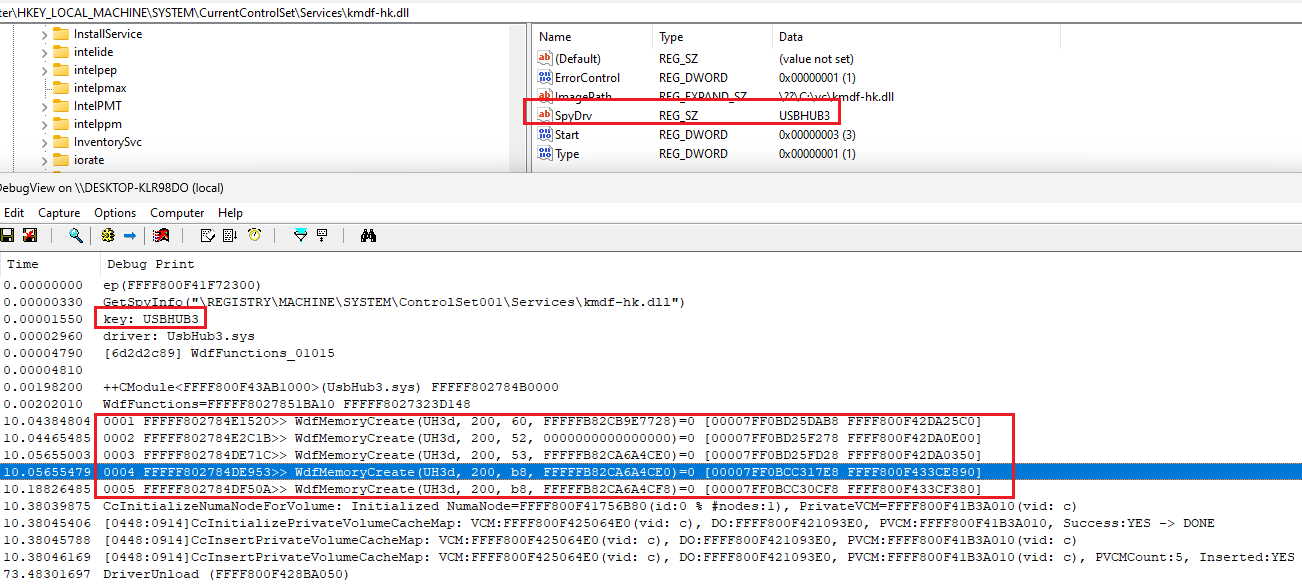 ter\HKEY_LOCAL_MACHINE\SYSTEM\CurrentControlSet\Services\kmdf-hk.dll
InstallService
intelide
intelpep
intelpmax
IntelPMT
intelppm
InventorySvc
iorate
Name Type Data
(Default) REG_SZ (value not set)
ErrorControl REG_DWORD 0x00000001 (1)
ImagePath REG_EXPAND_SZ \??\C:\vc\kmdf-hk.dll
SpyDrv REG_SZ USBHUB3
Start REG_DWORD 0x00000003 (3)
Type REG_DWORD 0x00000001 (1)
DebugView on \\DESKTOP-KLR98DO (local)
Edit Capture Options Computer Help
Time Debug Print
0.00000000 ep(FFFF800F41F72300)
0.00000330 GetSpyInfo("\REGISTRY\MACHINE\SYSTEM\ControlSet001\Services\kmdf-hk.dll")
0.00001550 key: USBHUB3
0.00002960 driver: UsbHub3.sys
0.00004790 [6d2d2c89] WdfFunctions_01015
0.00004810
0.00198200 ++CModule<FFFF800F43AB1000>(UsbHub3.sys) FFFFF802784B0000
0.00202010 WdfFunctions=FFFFF8027851BA10 FFFFF8027323D148
10.04384804 0001 FFFFF802784E1520>> WdfMemoryCreate(UH3d, 200, 60, FFFFFB82CB9E7728)=0 [00007FF0BD25DAB8 FFFF800F42DA25C0]
10.04465485 0002 FFFFF802784E2C1B>> WdfMemoryCreate(UH3d, 200, 52, 0000000000000000)=0 [00007FF0BD25F278 FFFF800F42DA0E00]
10.05655003 0003 FFFFF802784DE71C>> WdfMemoryCreate(UH3d, 200, 53, FFFFFB82CA6A4CE0)=0 [00007FF0BD25FD28 FFFF800F42DA0350]
10.05655479 0004 FFFFF802784DE953>> WdfMemoryCreate(UH3d, 200, b8, FFFFFB82CA6A4CE0)=0 [00007FF0BCC317E8 FFFF800F433CE890]
10.18826485 0005 FFFFF802784DF50A>> WdfMemoryCreate(UH3d, 200, b8, FFFFFB82CA6A4CF8)=0 [00007FF0BCC30CF8 FFFF800F433CF380]
10.38039875 CcInitializeNumaNodeForVolume: Initialized NumaNode=FFFF800F41756B80(id:0 % #nodes:1), PrivateVCM=FFFF800F41B3A010(vid: c)
10.38045406 [0448:0914]CcInitializePrivateVolumeCacheMap: VCM:FFFF800F425064E0(vid: c), DO:FFFF800F421093E0, PVCM:FFFF800F41B3A010, Success:YES -> DONE
10.38045788 [0448:0914]CcInsertPrivateVolumeCacheMap: VCM:FFFF800F425064E0(vid: c), DO:FFFF800F421093E0, PVCM:FFFF800F41B3A010(vid: c)
10.38046169 [0448:0914]CcInsertPrivateVolumeCacheMap: VCM:FFFF800F425064E0(vid: c), DO:FFFF800F421093E0, PVCM:FFFF800F41B3A010(vid: c), PVCMCount:5, Inserted:YES
73.48301697 DriverUnload (FFFF800F428BA050)